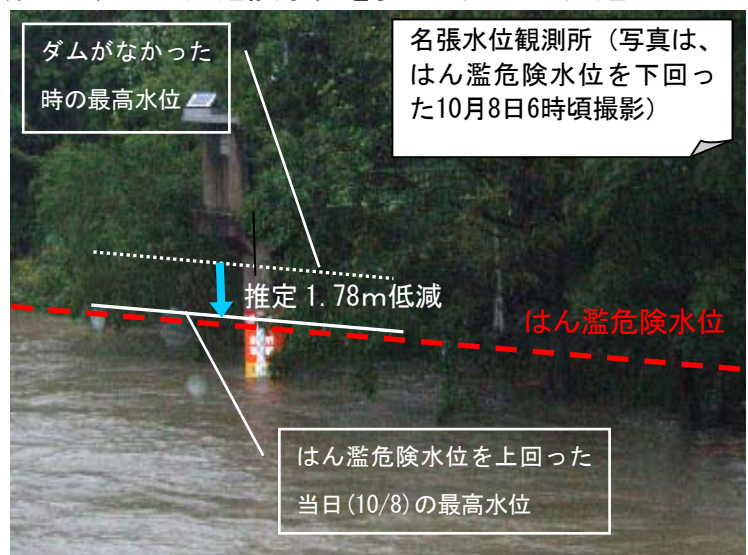 ダムがなかった
時の最高水位
名張水位観測所（写真は、
はん濫危険水位を下回っ
た10月8日6時頃撮影）
推定1.78ｍ低減
はん濫危険水位
はん濫危険水位を上回った
当日(10/8)の最高水位